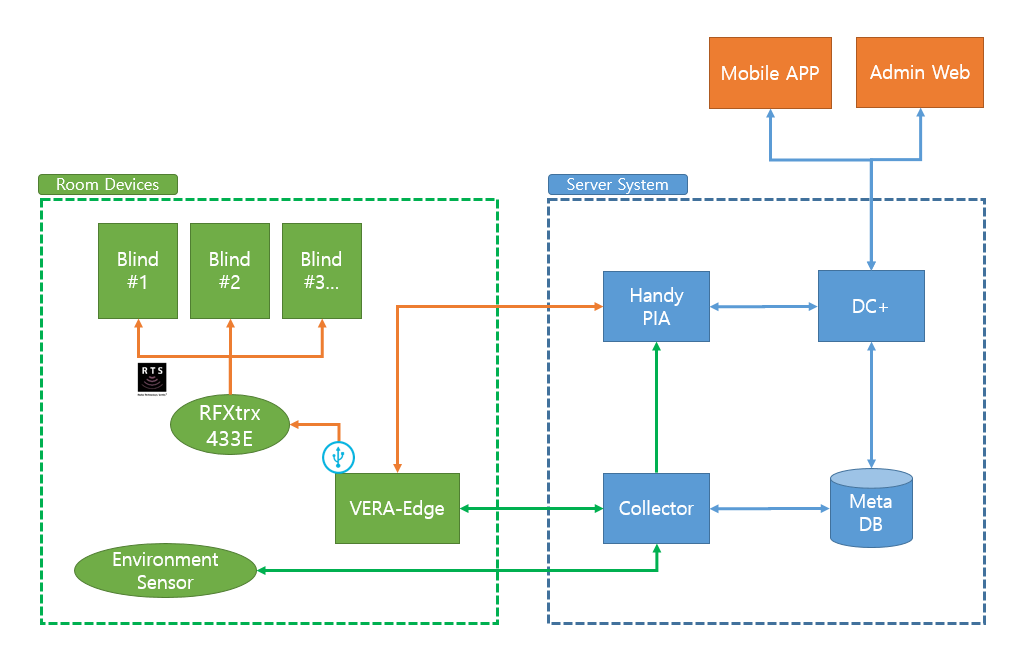 Mobile APP
Admin Web
Room Devices
Server System
Blind
#1
Blind
#2
Blind
#3...
Handy
PIA
DC+
RTS
RFXtrx
433E
VERA-Edge
Collector
Meta
DB
Environment
Sensor